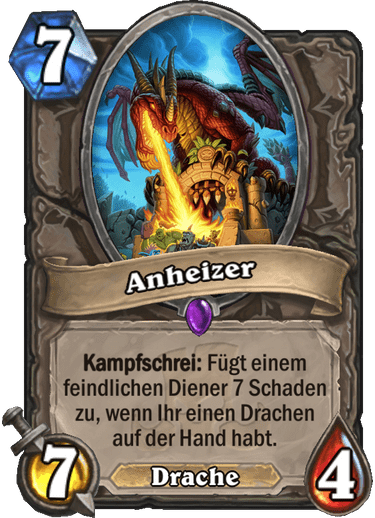 7
Anheizer
Kampfschrei: Fügt einem
feindlichen Diener 7 Schaden
zu, wenn Ihr einen Drachen
auf der Hand habt.
7
Drache
4